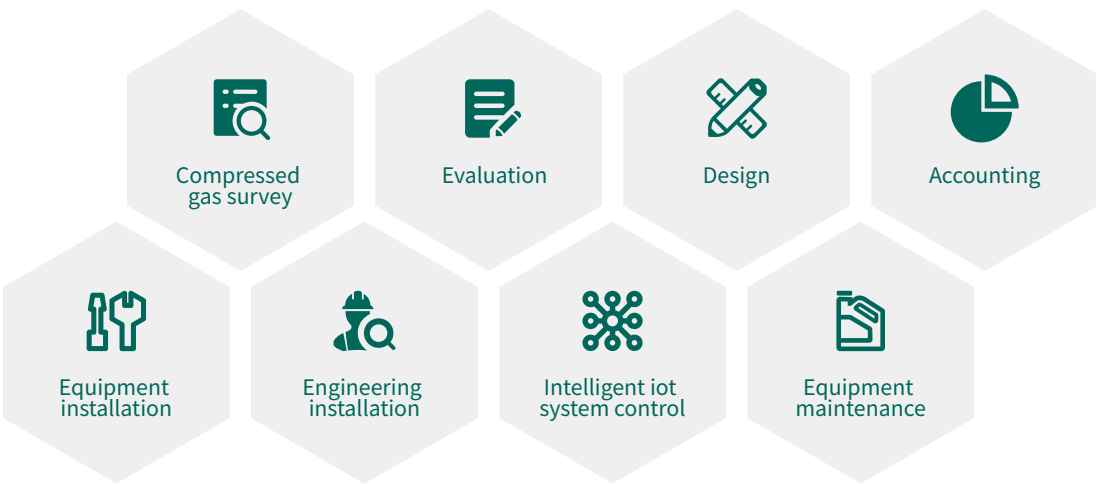 Compressed
gas survey
Evaluation
Design
Accounting
Equipment
installation
Engineering
installation
Intelligent iot
system control
Equipment
maintenance